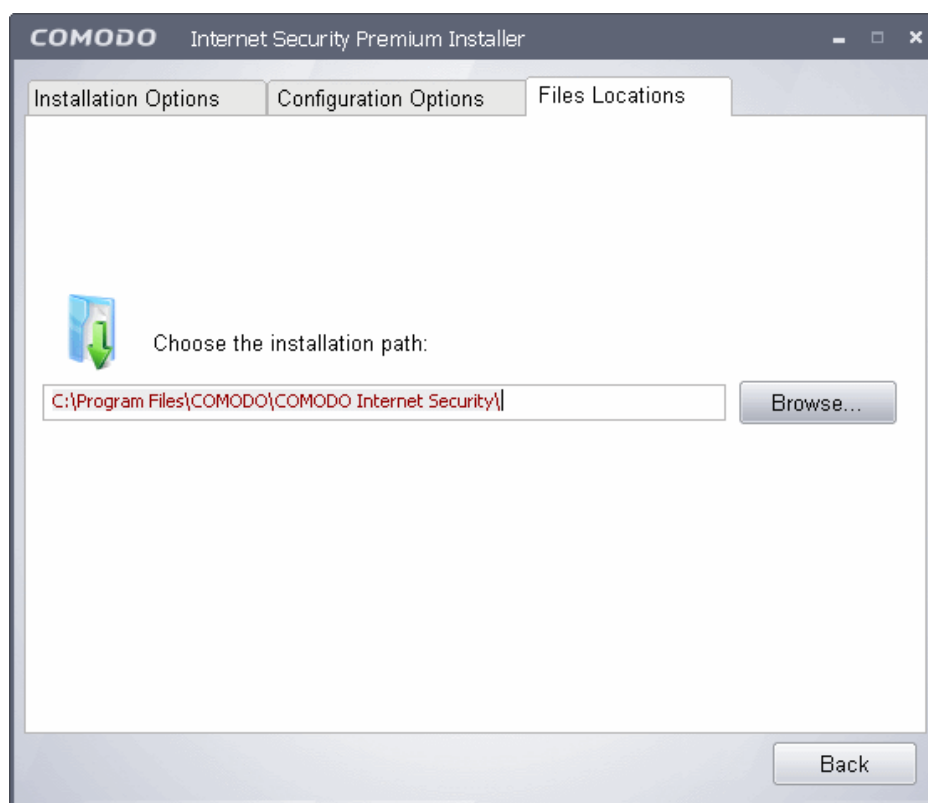 COMODO Internet Security Premium Installer
Installation Options
Configuration Options
Files Locations
Choose the installation path:
C:\Program Files\COMODO\COMODO Internet Security\
Browse...
Back